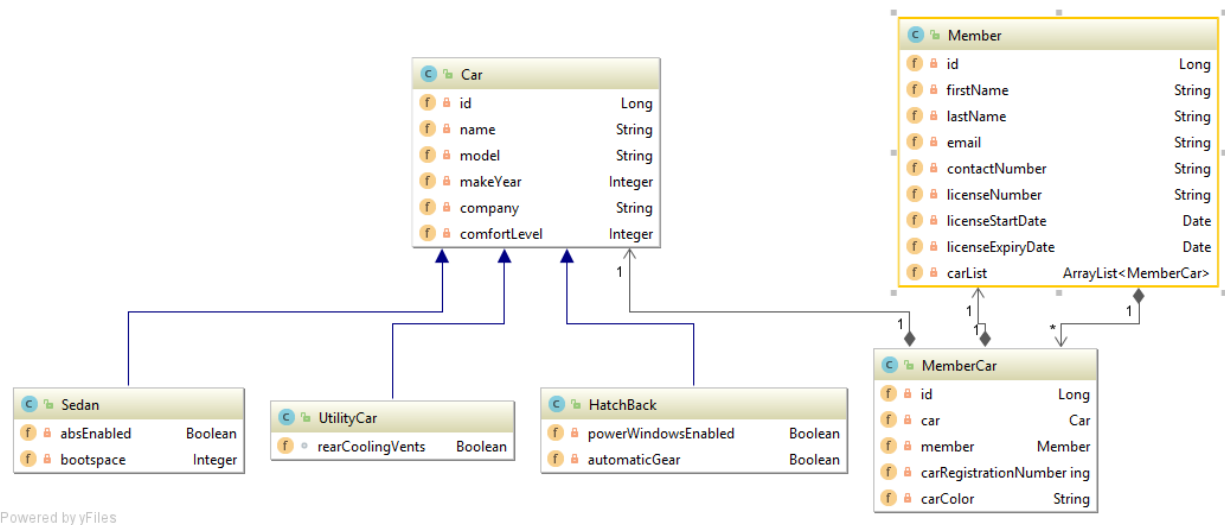 Member
id Long
firstName String
lastName String
email String
contactNumber String
licenseNumber String
licenseStartDate Date
licenseExpiryDate Date
carList ArrayList<MemberCar>
Car
id Long
name String
model String
makeYear Integer
company String
comfortLevel Integer
1
1
1
1
1
*
Sedan
absEnabled Boolean
bootspace Integer
UtilityCar
rearCoolingVents Boolean
HatchBack
powerWindowsEnabled Boolean
automaticGear Boolean
MemberCar
id Long
car Car
member Member
carRegistrationNumber ing
carColor String
Powered by yFiles